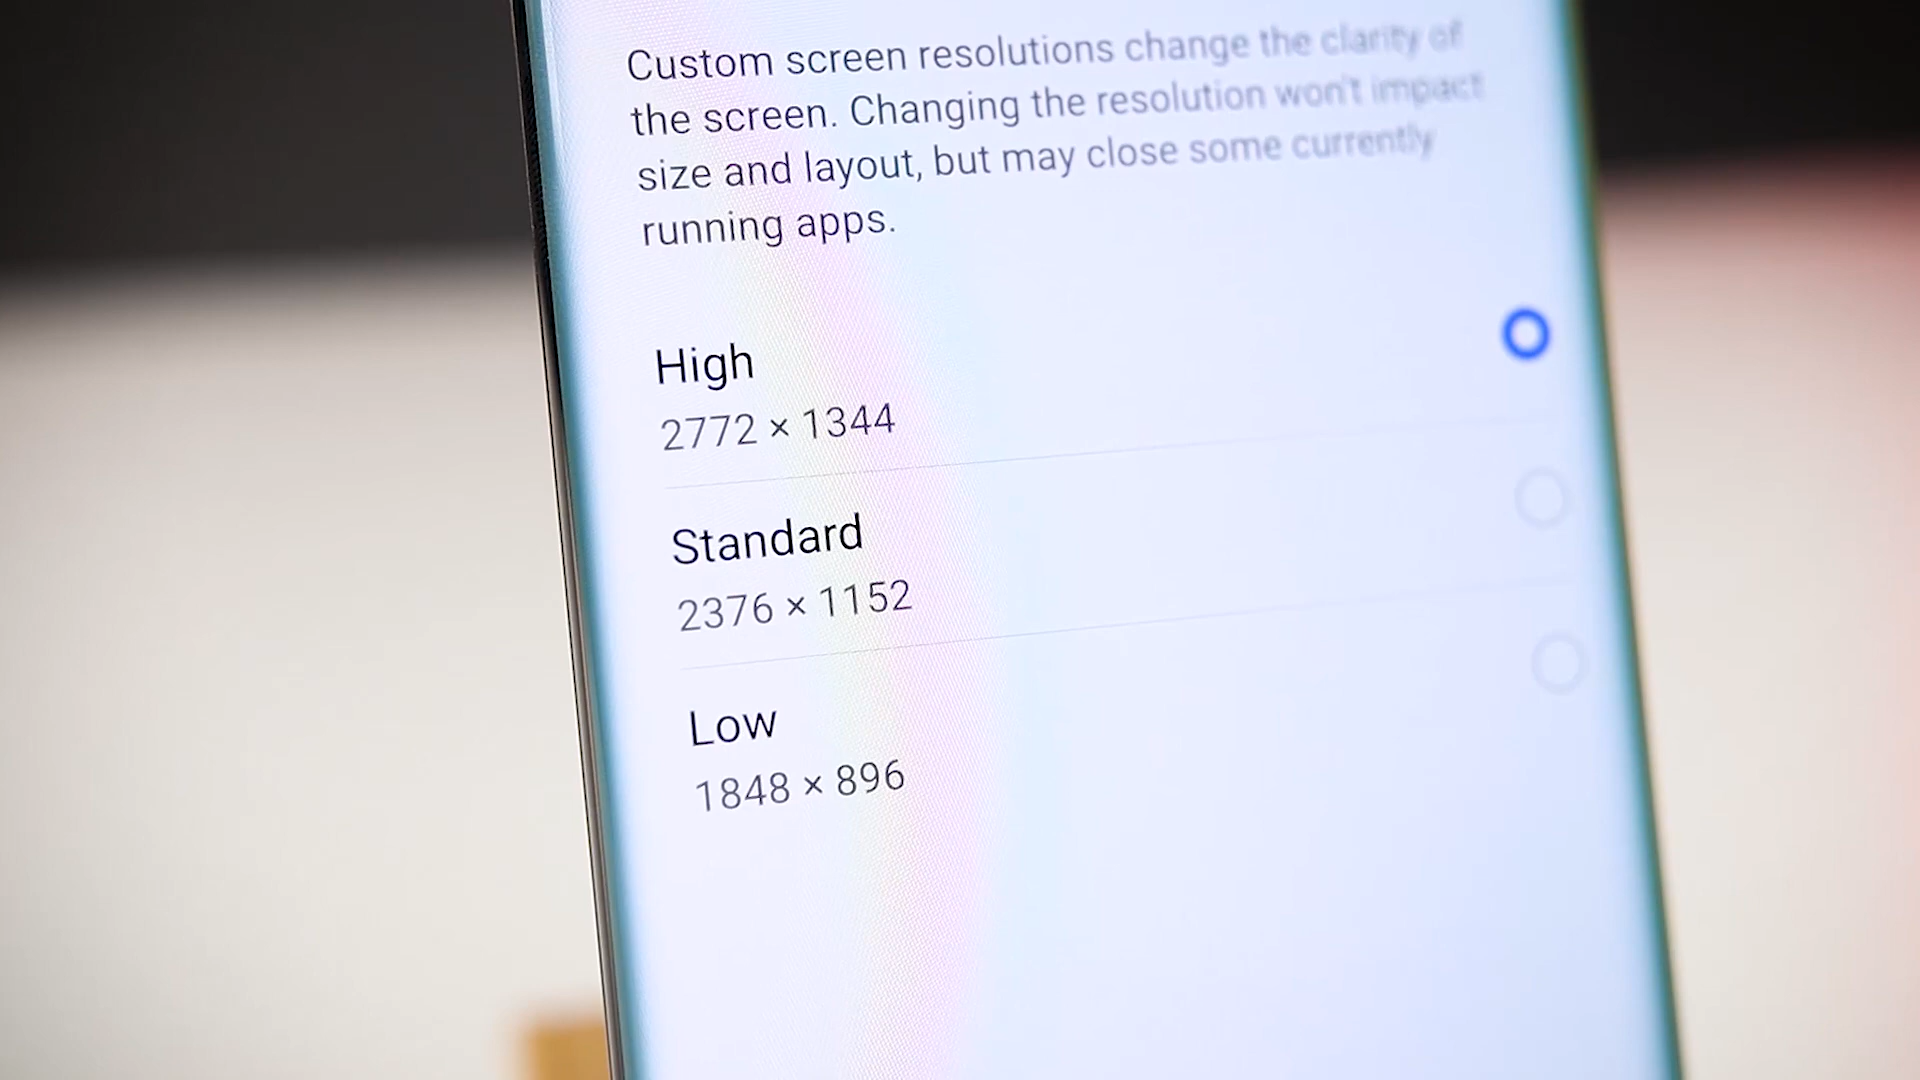 Custom screen resolutions change the clarity of
the screen. Changing the resolution won't impact
size and layout, but may close some currently
running apps.
High
2772 × 1344
Standard
2376 × 1152
Low
1848 × 896